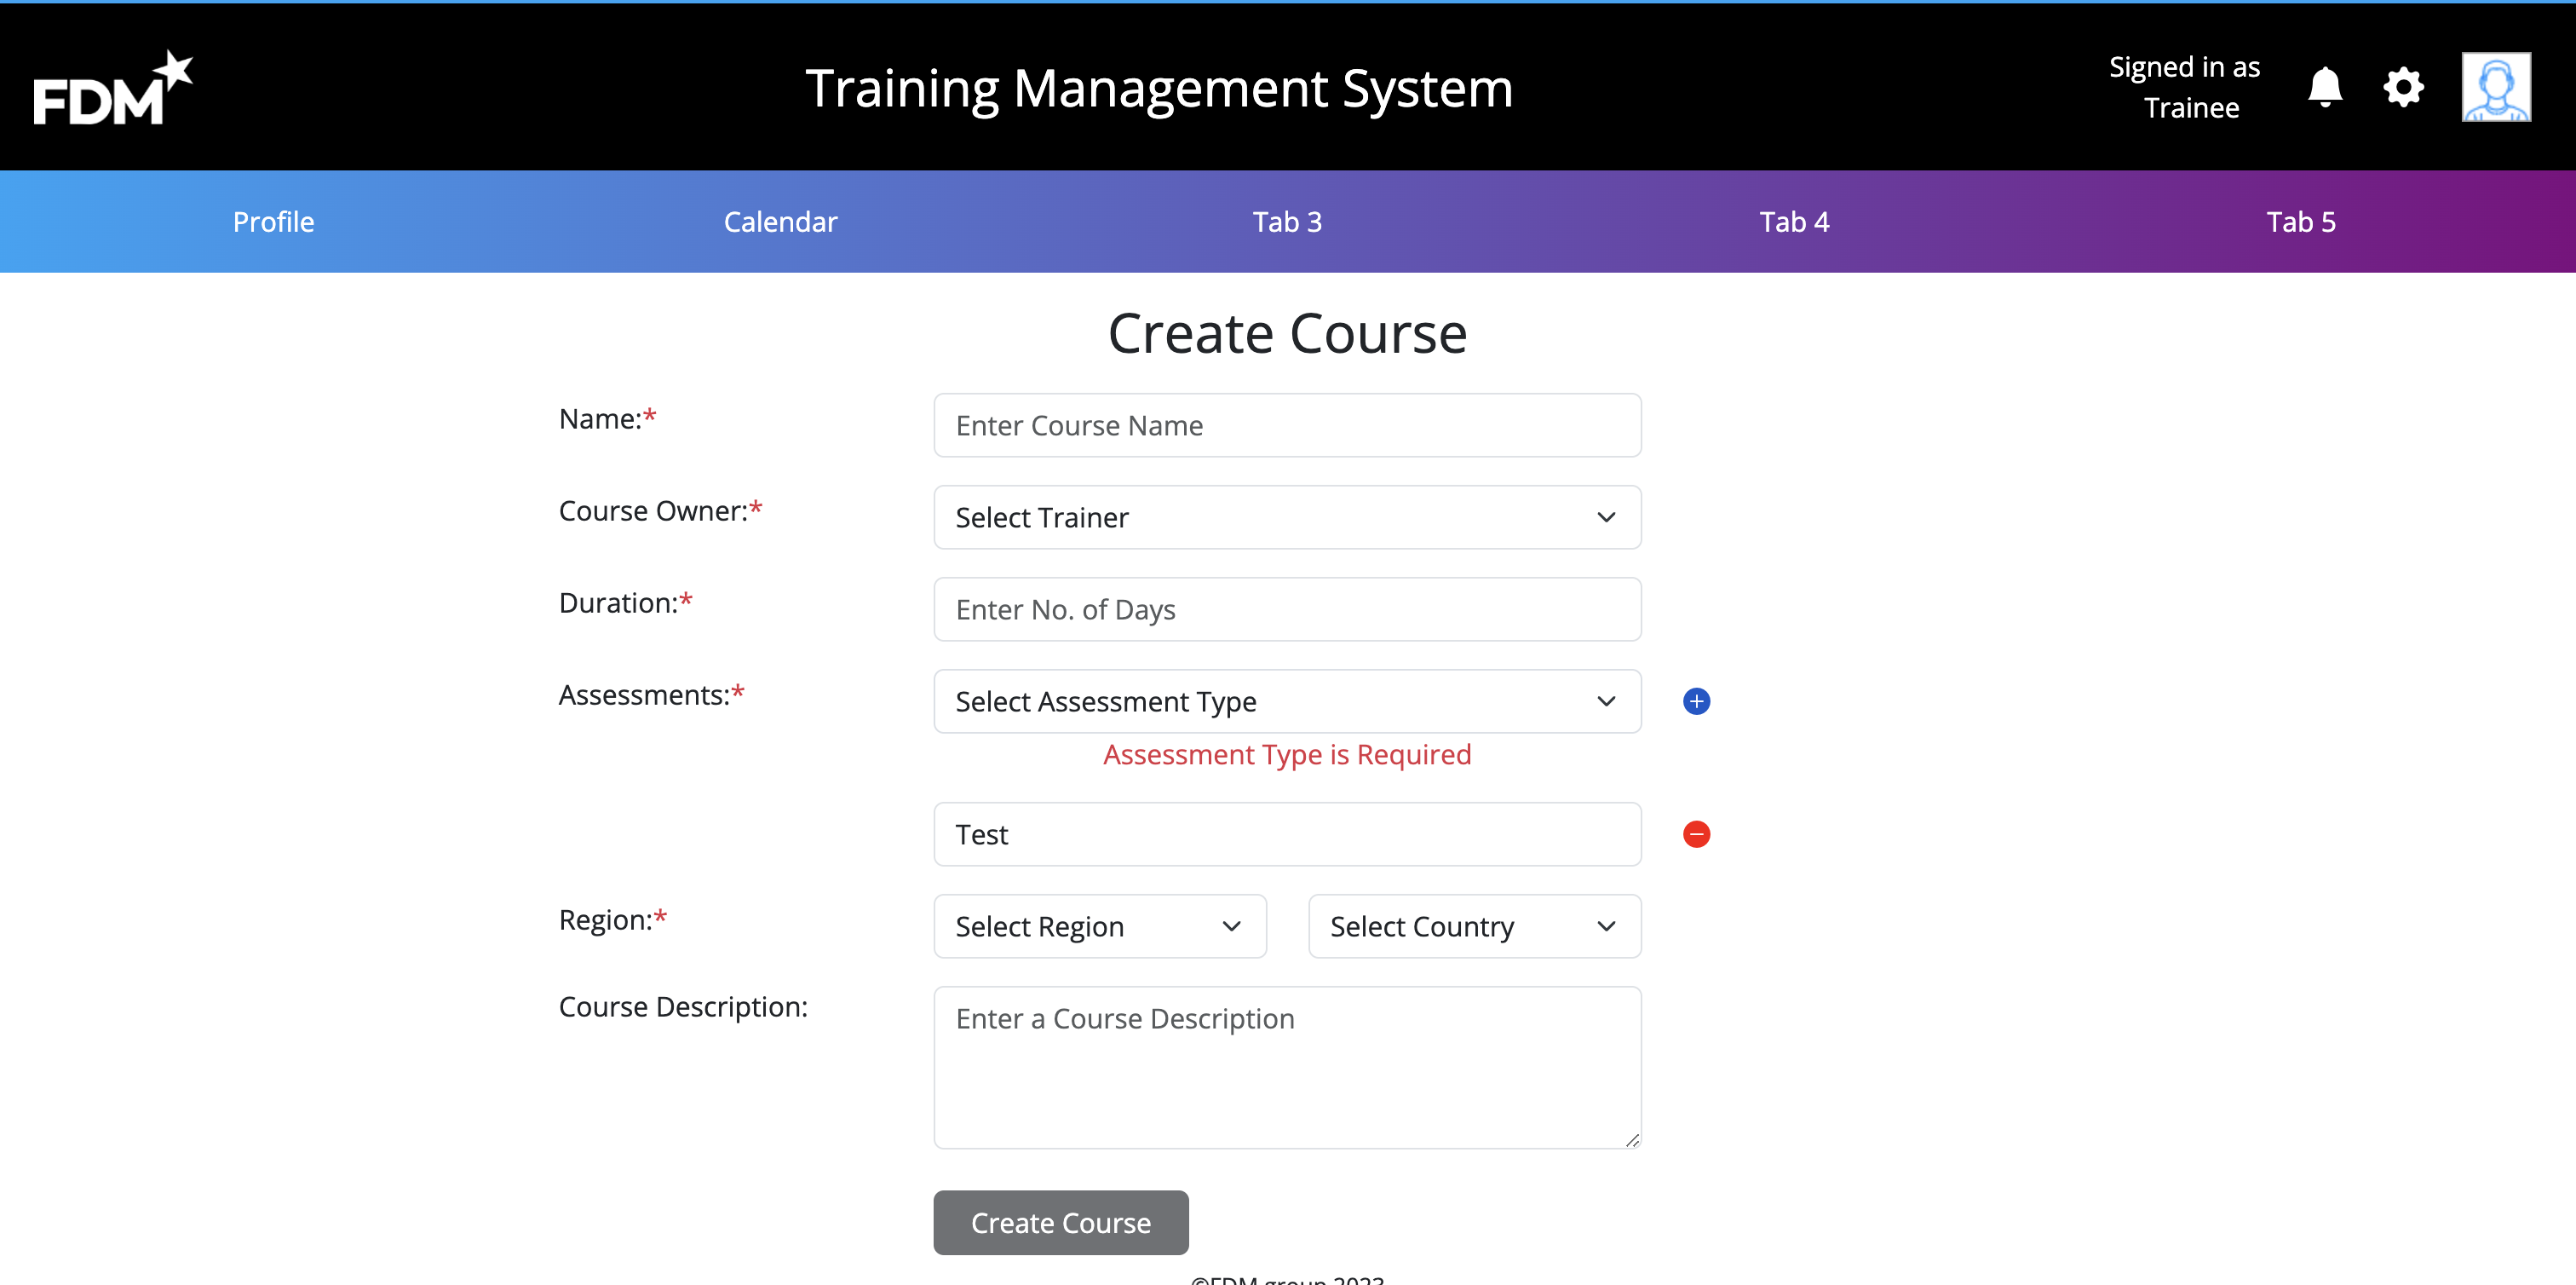 FDM
Training Management System
Signed in as
Trainee
Profile
Calendar
Tab 3
Tab 4
Tab 5
Create Course
Name:*
Enter Course Name
Course Owner:*
Select Trainer
Duration:*
Enter No. of Days
Assessments:*
Select Assessment Type
Assessment Type is Required
Test
Region:*
Select Region
Select Country
Course Description:
Enter a Course Description
Create Course
©FDM group 2023